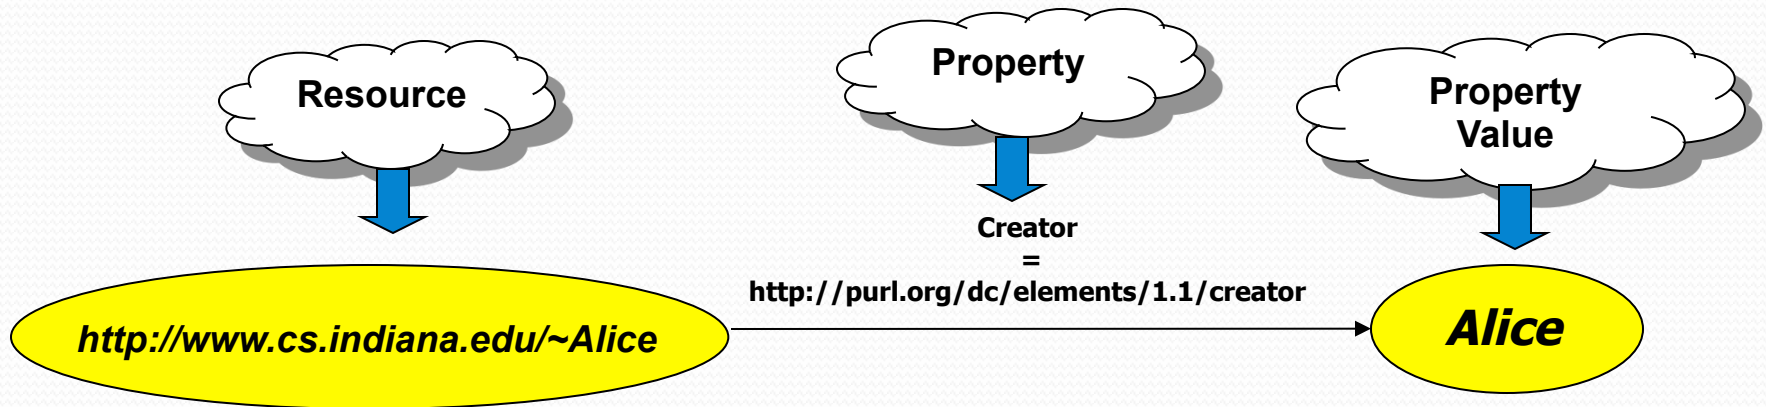 Resource
Property
Property
Value
Creator
=
http://purl.org/dc/elements/1.1/creator
http://www.cs.indiana.edu/~Alice
Alice